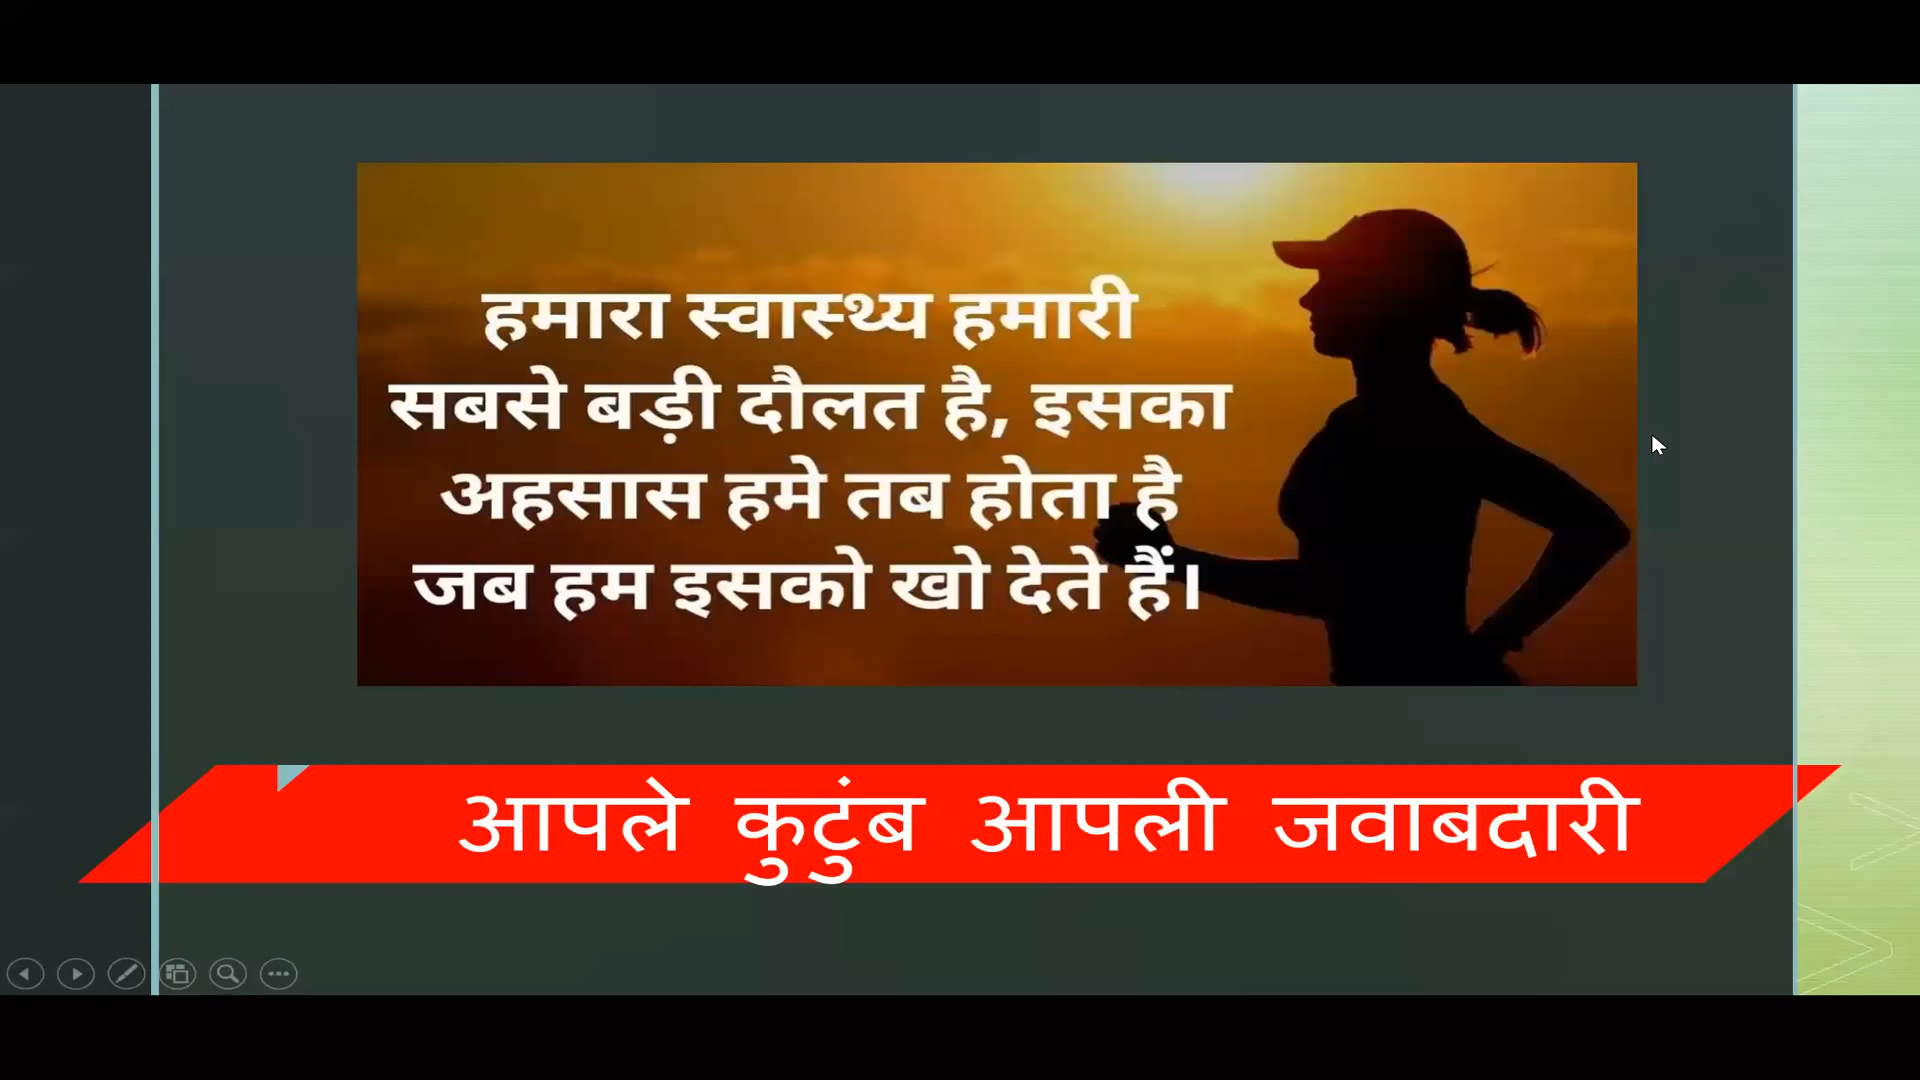 हमारा स्वास्थ्य हमारी
सबसे बड़ी दौलत है, इसका
अहसास हमे तब होता है
जब हम इसको खो देते हैं।
आपले कुटुंब आपली जवाबदारी